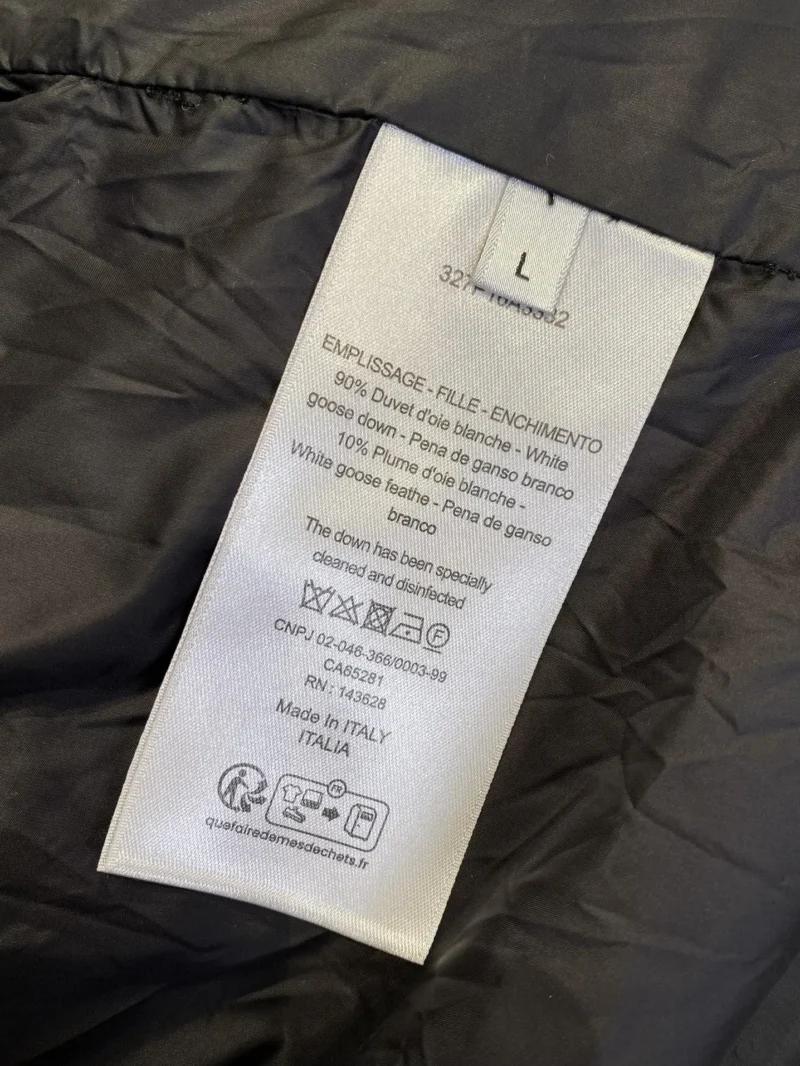 L
EMPLISSAGE - FILLE - ENCHIMENTO
90% Duvet d'oie blanche - White
goose down - Pena de ganso branco
10% Plume d'oie blanche -
White goose feathe - Pena de ganso
branco
The down has been specially
cleaned and disinfected
F
CNPJ 02-046-366/0003-99
CA65281
RN : 143628
Made In ITALY
ITALIA
FR
quefairedemesdechets.fr